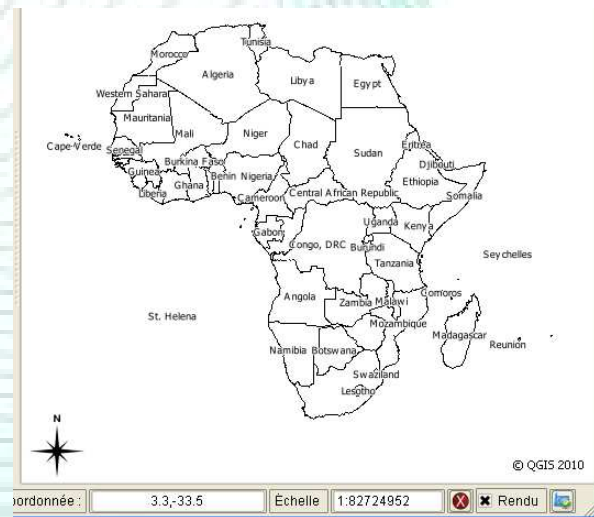 Tunisia
Morocco
Algeria
Libya
Egypt
Western Sahara
Mauritania
Mali
Niger
Chad
Sudan
Eritrea
Cape Verde
Senegal
Djibouti
Burkina Faso
Guinea
Benin
Nigeria
Ethiopia
Ghana
Liberia
Cameroon
Central African Republic
Somalia
Uganda
Kenya
Gabon
Congo, DRC
Burundi
Seychelles
Tanzania
Angola
Comoros
Zambia
Malawi
St. Helena
Mozambique
Madagascar
Reunion
Namibia
Botswana
Swaziland
Lesotho
N
© QGIS 2010
oordonnée :
3.3,-33.5
Échelle
1:82724952
Rendu